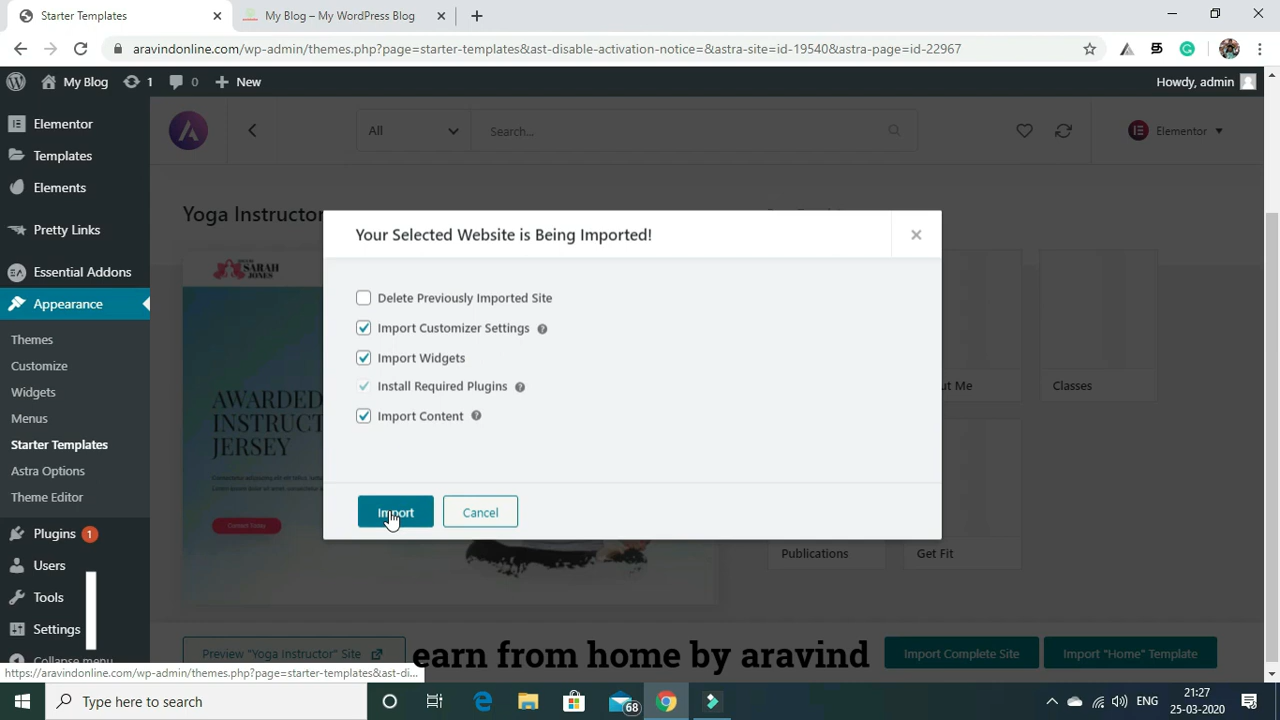 Starter Templates
My Blog – My WordPress Blog
aravindonline.com/wp-admin/themes.php?page=starter-templates&ast-disable-activation-notice=&astra-site=id-19540&astra-page=id-22967
My Blog
1
0
New
Howdy, admin
Elementor
Templates
Elements
Pretty Links
Essential Addons
Appearance
Themes
Customize
Widgets
Menus
Starter Templates
Astra Options
Theme Editor
Plugins 1
Users
Tools
Settings
Collapse menu
All
Search...
Elementor
Yoga Instructor
SARAH
JONES
AWARDED
INSTRUCT
JERSEY
Contact Today
Your Selected Website is Being Imported!
Delete Previously Imported Site
Import Customizer Settings
Import Widgets
Install Required Plugins
Import Content
Import
Cancel
ut Me
Classes
Publications
Get Fit
Preview "Yoga Instructor" Site
earn from home by aravind
Import Complete Site
Import "Home" Template
https://aravindonline.com/wp-admin/themes.php?page=starter-templates&ast-di...
Type here to search
68
ENG
21:27
25-03-2020